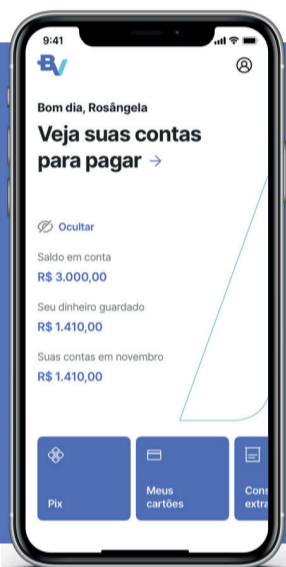 9:41
BV
Bom dia, Rosângela
Veja suas contas
para pagar →
Ocultar
Saldo em conta
R$ 3.000,00
Seu dinheiro guardado
R$ 1.410,00
Suas contas em novembro
R$ 1.410,00
Pix
Meus
cartões
Cons
extra